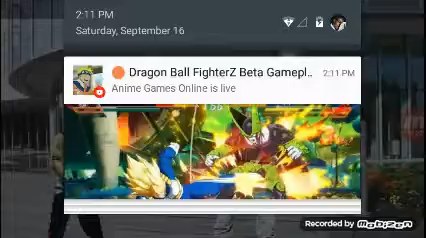 2:11 PM
Saturday, September 16
Dragon Ball FighterZ Beta Gamepl.. 2:11 PM
Anime Games Online is live
Recorded by Mobizen